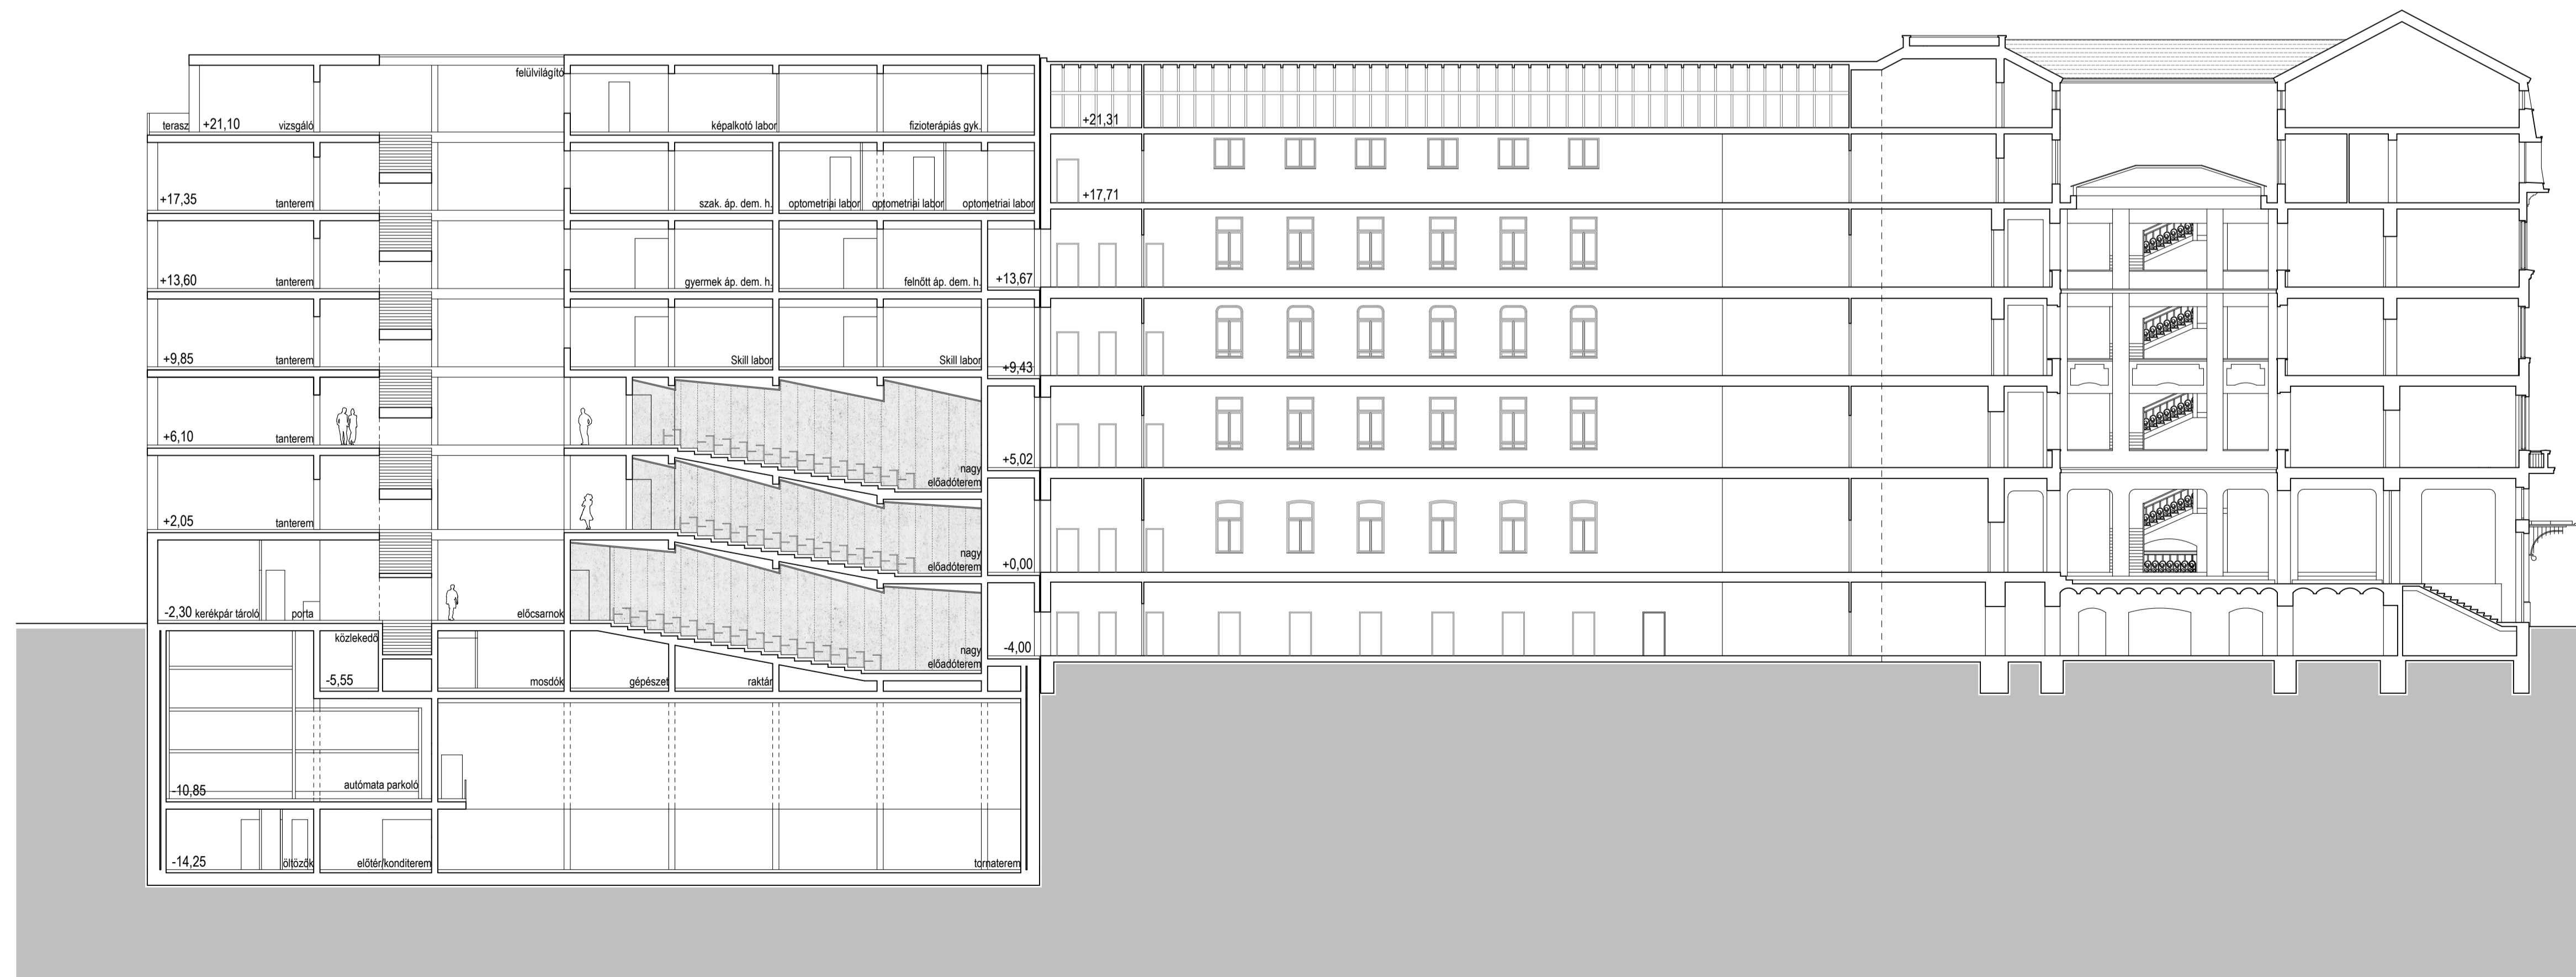 felülvilágító
terasz +21,10 vizsgáló képalkotó labor fizioterápiás gyk. +21,31
+17,35 tanterem szak. áp. dem. h. optometriai labor optometriai labor optometriai labor +17,71
+13,60 tanterem gyermek áp. dem. h. felnőtt áp. dem. h. +13,67
+9,85 tanterem Skill labor Skill labor +9,43
+6,10 tanterem
nagy
előadóterem
+5,02
+2,05 tanterem
nagy
előadóterem
+0,00
-2,30 kerékpár tároló porta előcsarnok
közlekedő
nagy
előadóterem
-4,00
-5,55 mosdók gépészet raktár
-10,85 autómata parkoló
-14,25 öltözők előtér/konditerem tornaterem